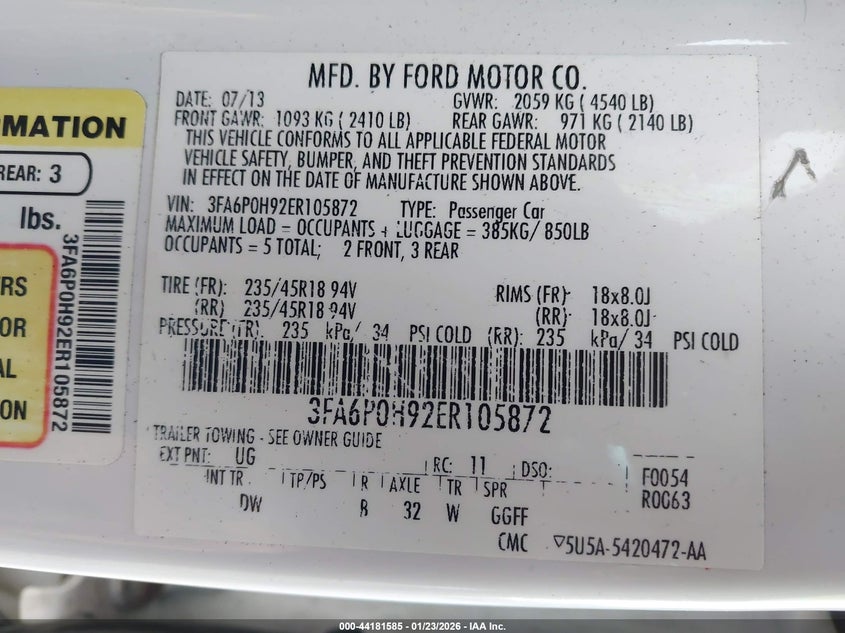 RMATION
REAR: 3
lbs.
3FA6P0H92ER105872
RS
OR
AL
ON
MFD. BY FORD MOTOR CO.
DATE: 07/13 GVWR: 2059 KG ( 4540 LB)
FRONT GAWR: 1093 KG ( 2410 LB) REAR GAWR: 971 KG ( 2140 LB)
THIS VEHICLE CONFORMS TO ALL APPLICABLE FEDERAL MOTOR
VEHICLE SAFETY, BUMPER, AND THEFT PREVENTION STANDARDS
IN EFFECT ON THE DATE OF MANUFACTURE SHOWN ABOVE.
VIN: 3FA6P0H92ER105872 TYPE: Passenger Car
MAXIMUM LOAD = OCCUPANTS + LUGGAGE = 385KG/ 850LB
OCCUPANTS = 5 TOTAL; 2 FRONT, 3 REAR
TIRE (FR): 235/45R18 94V RIMS (FR): 18x8.0J
(RR) 235/45R18 94V (RR): 18x8.0J
PRESSURE(FR): 235 kPa/ 34 PSI COLD (RR): 235 kPa/ 34 PSI COLD
3FA6P0H92ER105872
TRAILER TOWING - SEE OWNER GUIDE
EXT PNT: UG RC: 11 DSO: F0054
INT TR TP/PS R AXLE TR SPR R0063
DW B 32 W GGFF
CMC ▽5U5A-5420472-AA
000-44181585 - 01/23/2026 - IAA Inc.